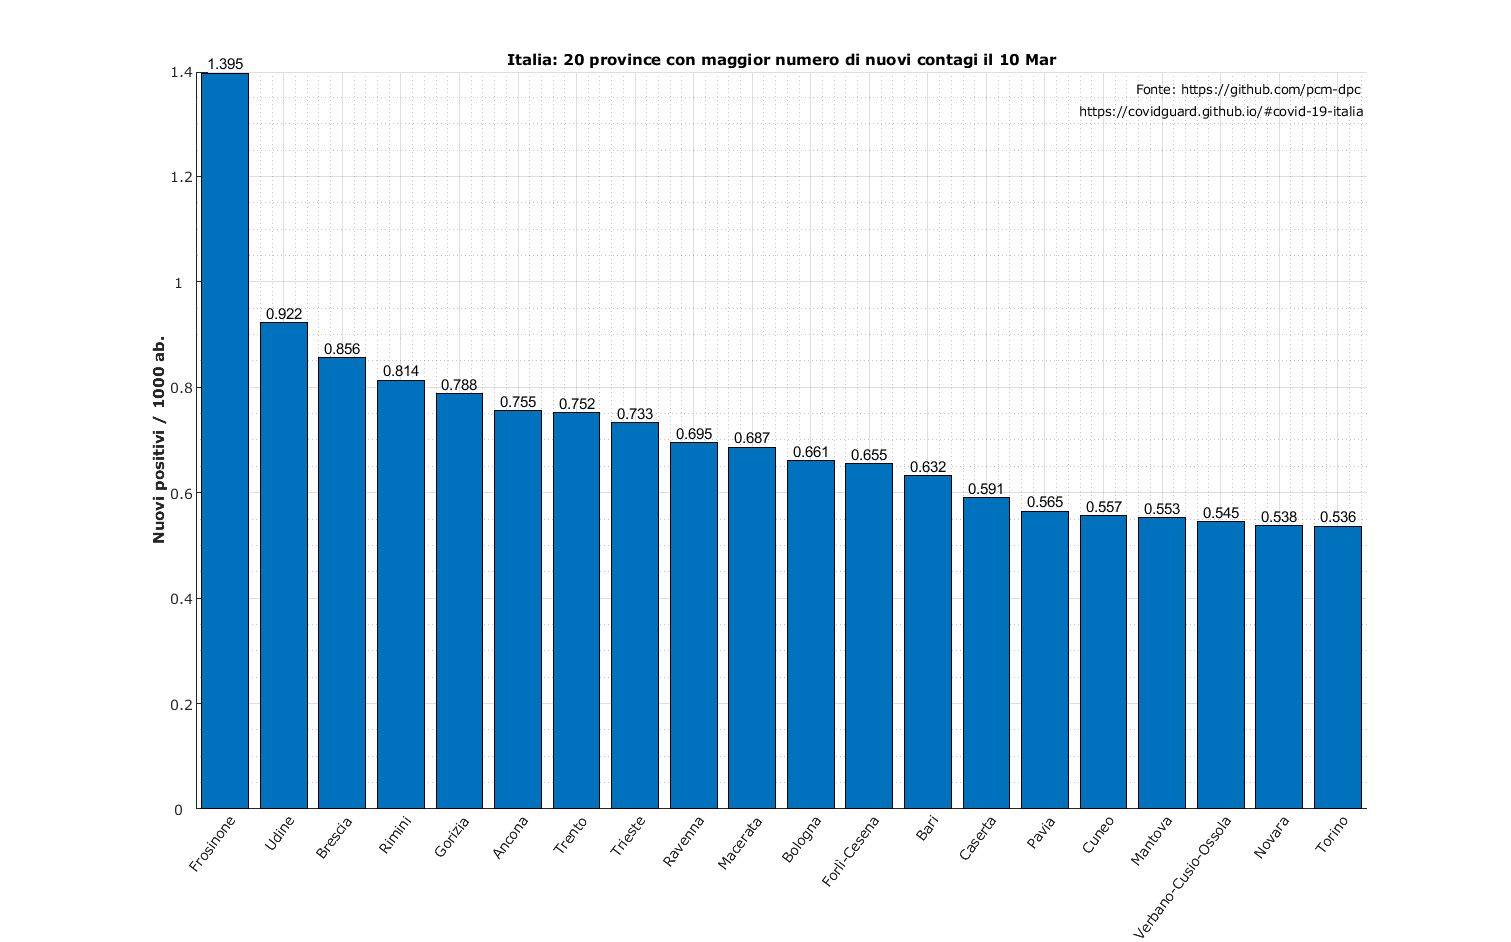 Italia: 20 province con maggior numero di nuovi contagi il 10 Mar
Fonte: https://github.com/pcm-dpc
https://covidguard.github.io/#covid-19-italia
Nuovi positivi / 1000 ab.
1.4
1.2
1
0.8
0.6
0.4
0.2
0
1.395
0.922
0.856
0.814
0.788
0.755
0.752
0.733
0.695
0.687
0.661
0.655
0.632
0.591
0.565
0.557
0.553
0.545
0.538
0.536
Frosinone
Udine
Brescia
Rimini
Gorizia
Ancona
Trento
Trieste
Ravenna
Macerata
Bologna
Forlì-Cesena
Bari
Caserta
Pavia
Cuneo
Mantova
Verbano-Cusio-Ossola
Novara
Torino